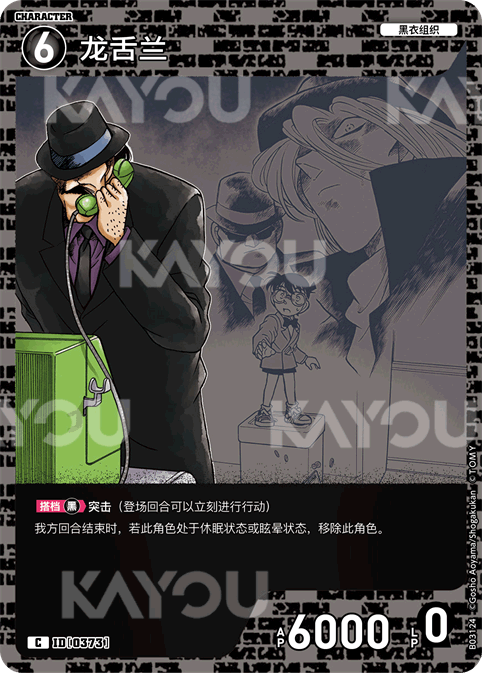 CHARACTER
6
龙舌兰
黑衣组织
KAYOU
KAYOU
KAYOU
KAYOU
KAYOU
搭档 黑 突击（登场回合可以立刻进行行动）
我方回合结束时，若此角色处于休眠状态或眩晕状态，移除此角色。
KAYOU
C ID[0373]
AP 6000 LP 0
B03124 ©Gosho Aoyama/Shogakukan ©TOMY